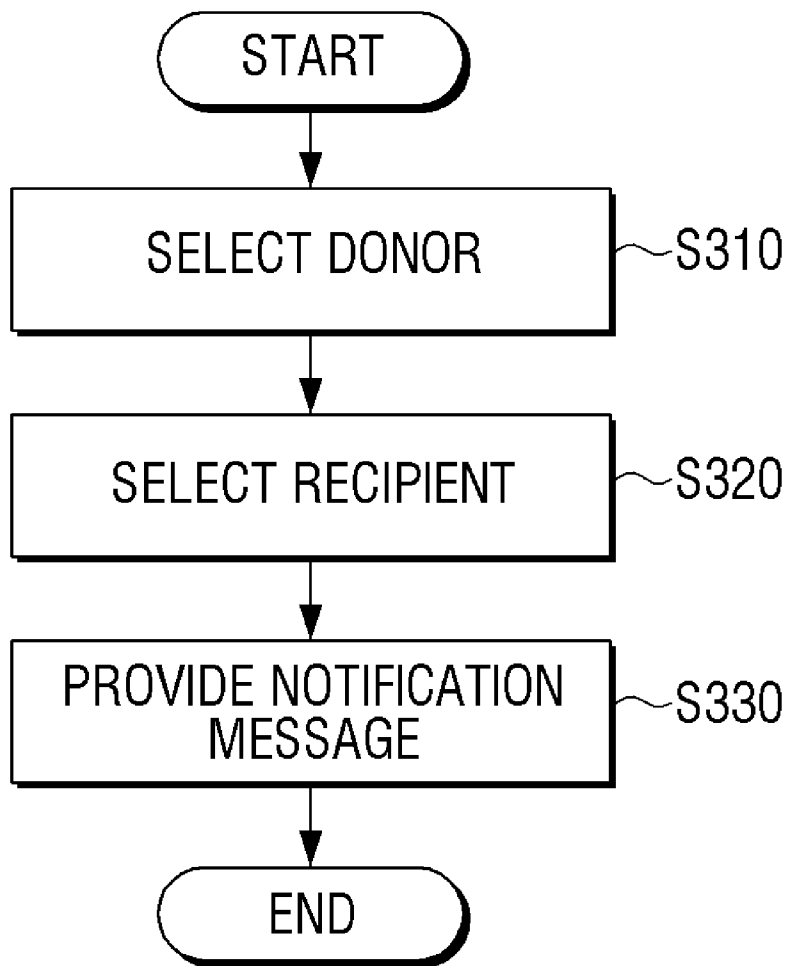 START
SELECT DONOR
S310
SELECT RECIPIENT
S320
PROVIDE NOTIFICATION
MESSAGE
S330
END